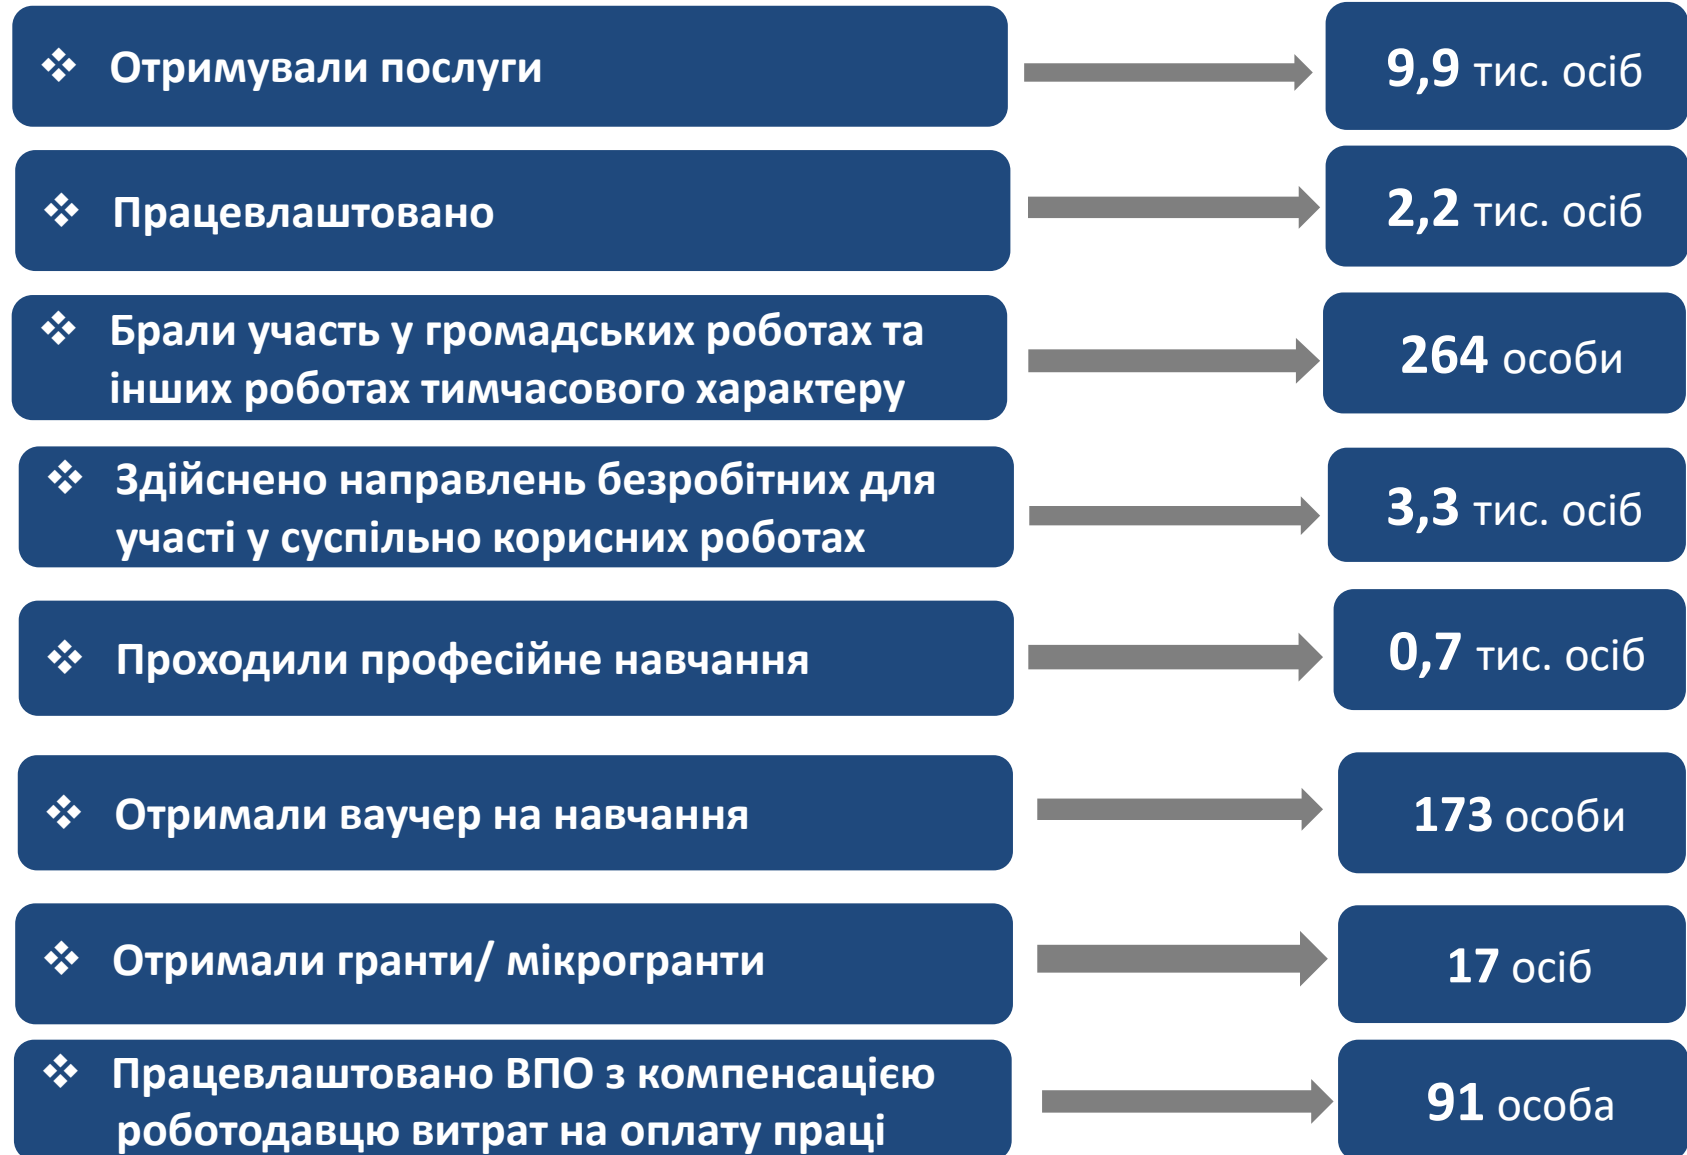 ❖ Отримували послуги
9,9 тис. осіб
❖ Працевлаштовано
2,2 тис. осіб
❖ Брали участь у громадських роботах та
інших роботах тимчасового характеру
264 особи
❖ Здійснено направлень безробітних для
участі у суспільно корисних роботах
3,3 тис. осіб
❖ Проходили професійне навчання
0,7 тис. осіб
❖ Отримали ваучер на навчання
173 особи
❖ Отримали гранти/ мікрогранти
17 осіб
❖ Працевлаштовано ВПО з компенсацією
роботодавцю витрат на оплату праці
91 особа